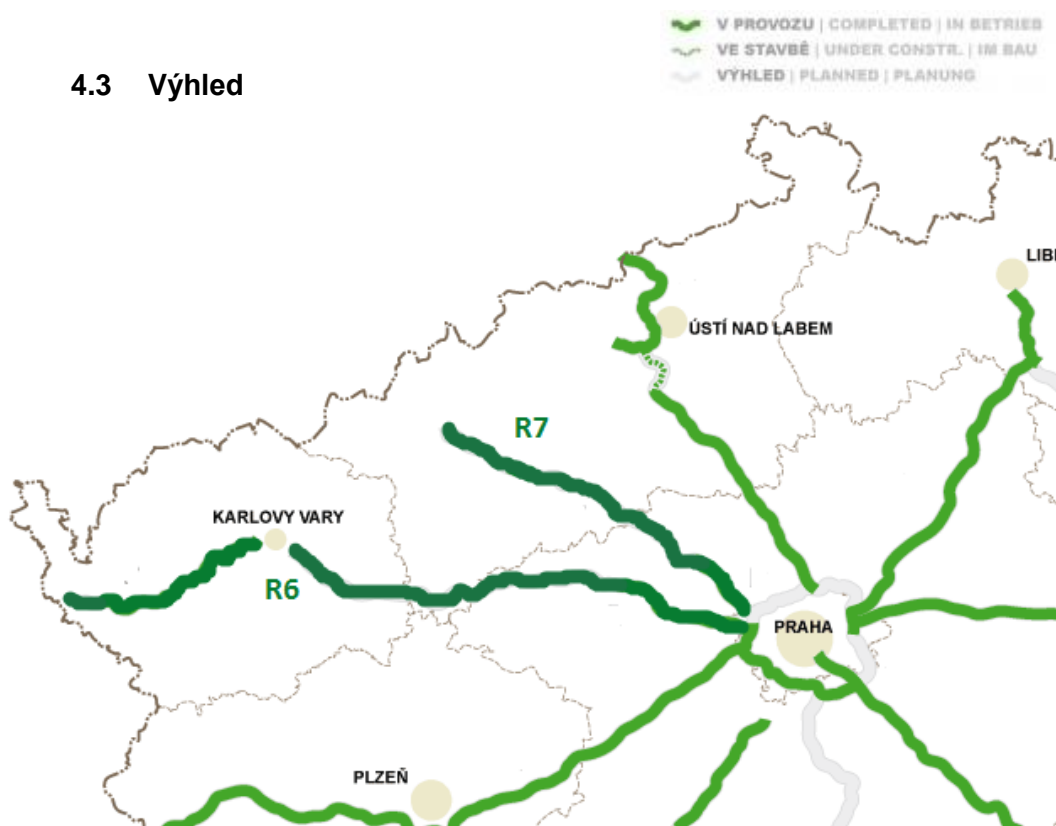 V PROVOZU | COMPLETED | IN BETRIEB
VE STAVBĚ | UNDER CONSTR. | IM BAU
VÝHLED | PLANNED | PLANUNG
4.3 Výhled
LIB
ÚSTÍ NAD LABEM
R7
KARLOVY VARY
R6
PRAHA
PLZEŇ